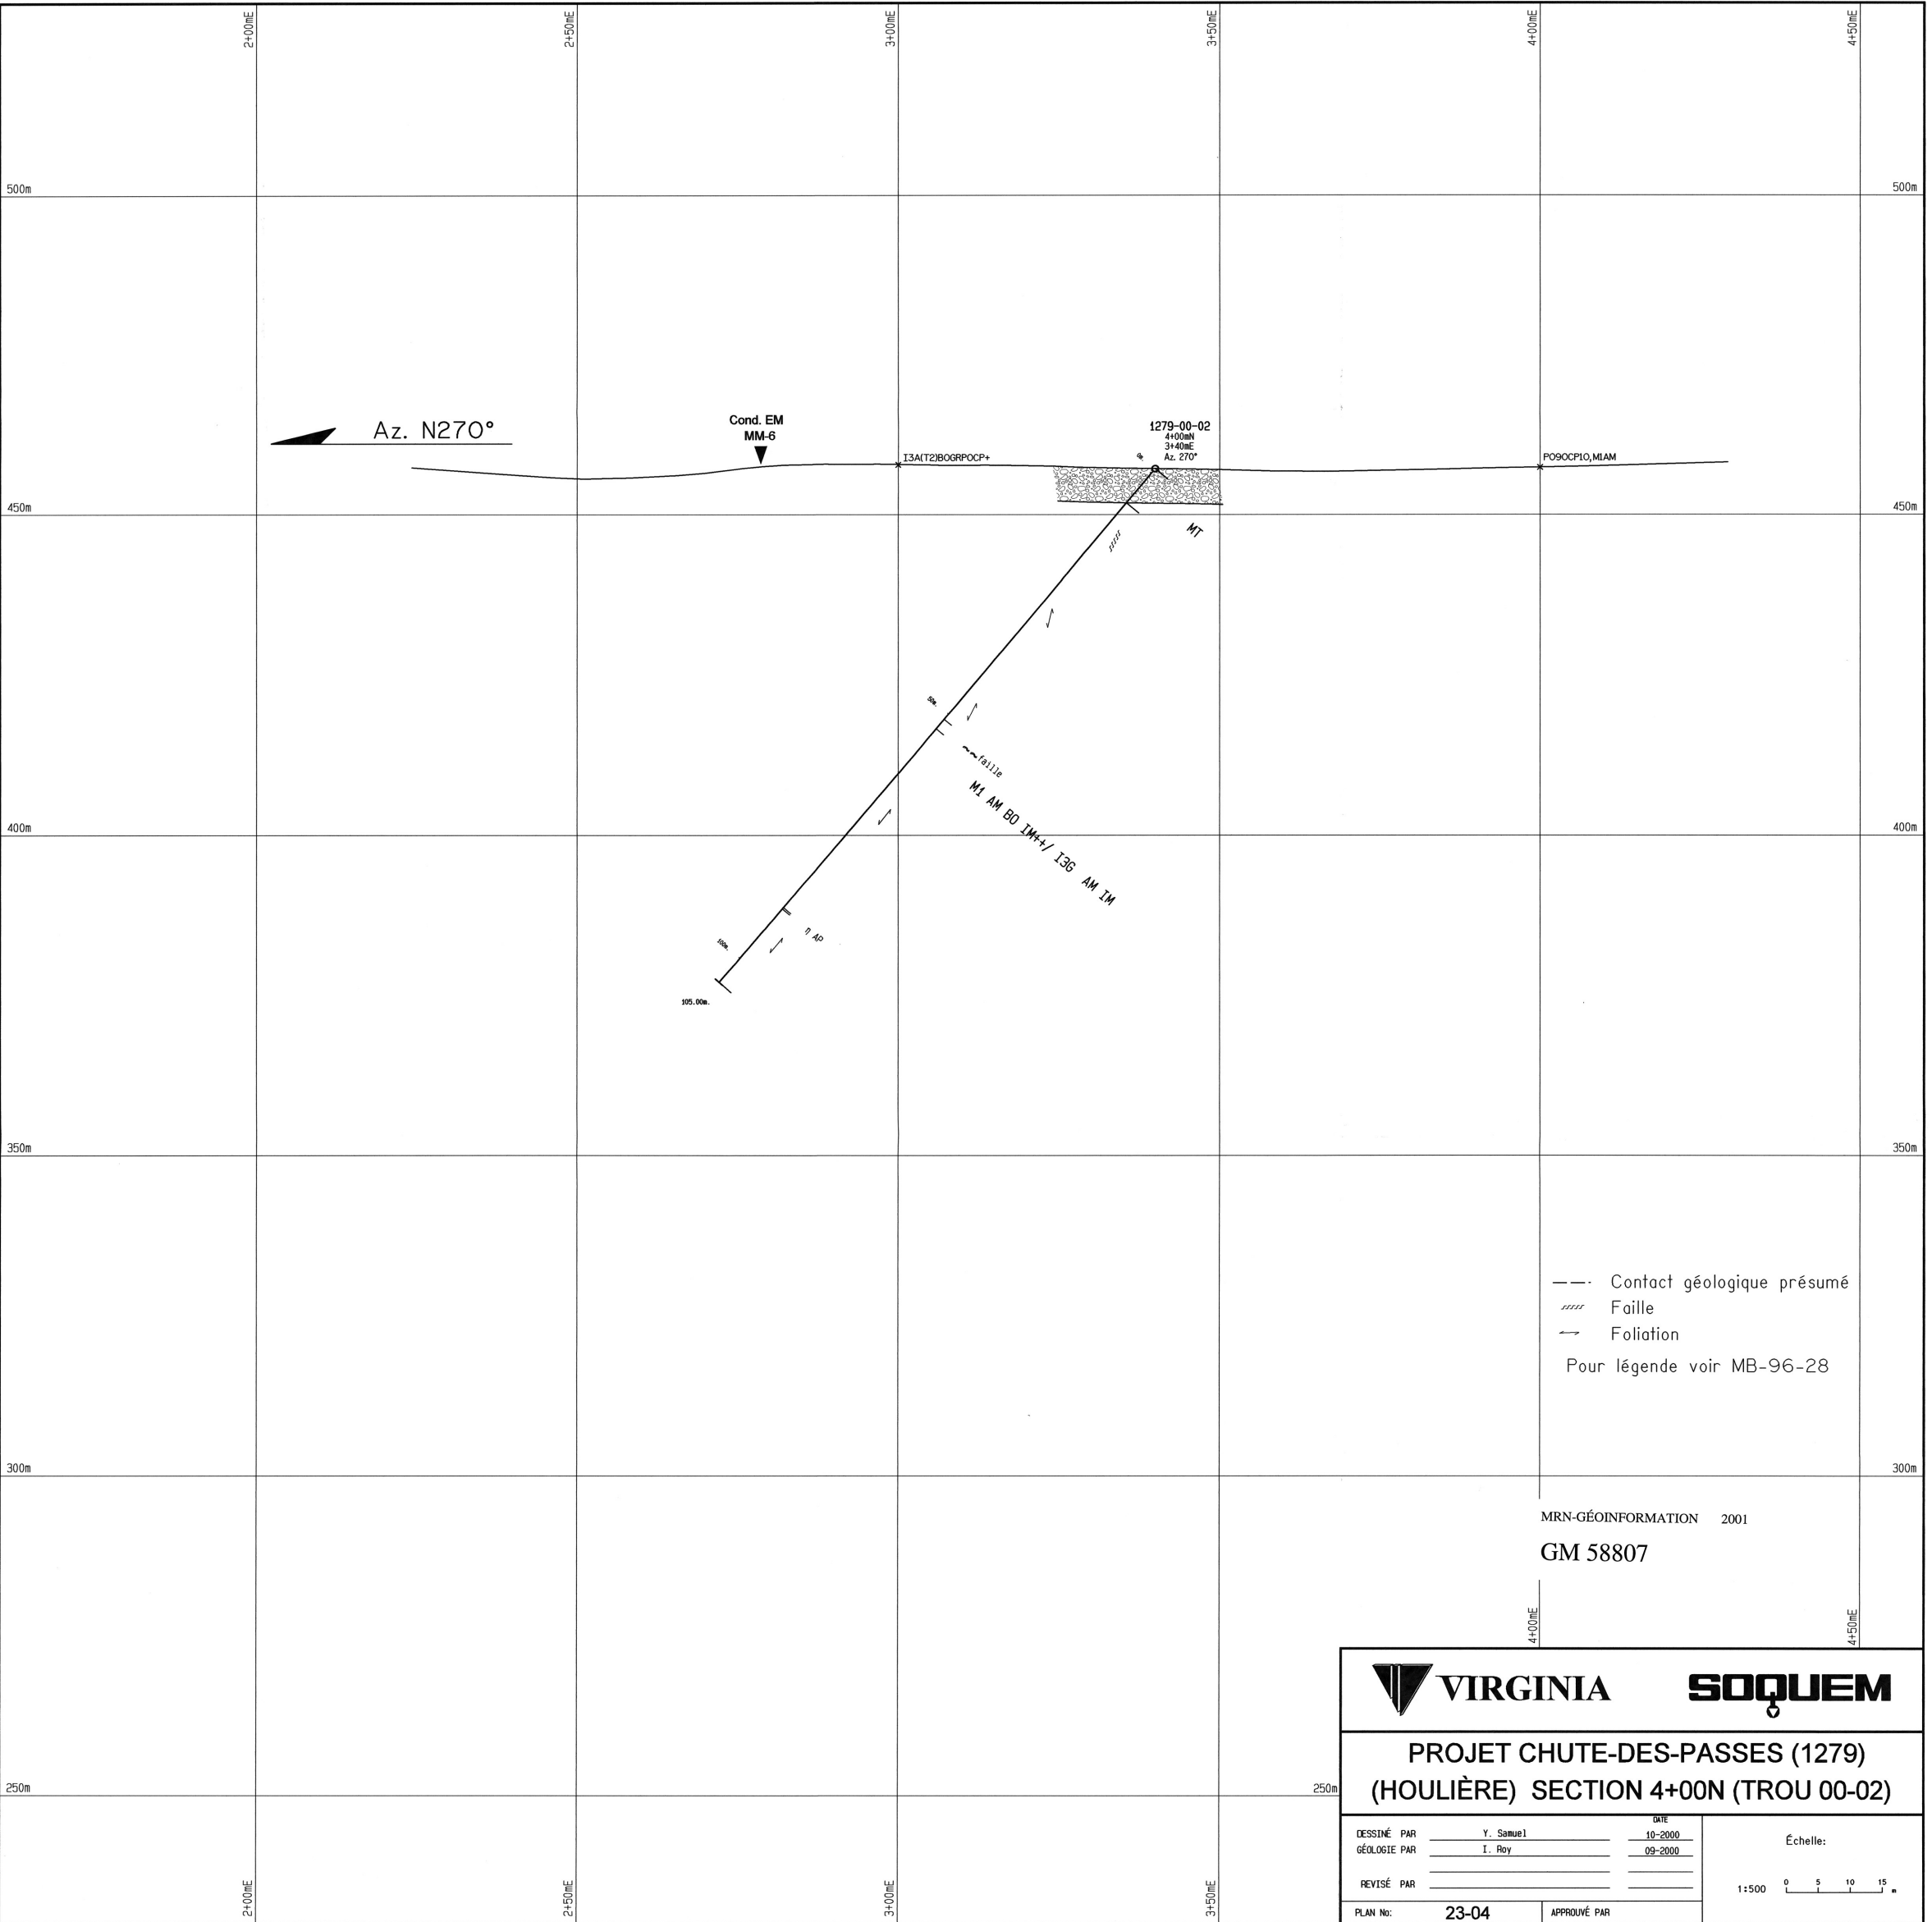 2+00mE
2+50mE
3+00mE
3+50mE
4+00mE
4+50mE
500m
500m
Az. N270°
Cond. EM
MM-6
1279-00-02
4+00mN
3+40mE
Az. 270°
I3A(T2)BOGRPOCP+
PO90CP10,M1AM
450m
450m
MT
50m.
~~faille
M1 AM BO IM++/ I3G AM IM
400m
400m
η AP
100m.
105.00m.
350m
350m
Contact géologique présumé
Faille
Foliation
Pour légende voir MB-96-28
300m
300m
MRN-GÉOINFORMATION 2001
GM 58807
4+00mE
4+50mE
VIRGINIA
SOQUEM
PROJET CHUTE-DES-PASSES (1279)
(HOULIÈRE) SECTION 4+00N (TROU 00-02)
250m
250m
DATE
DESSINÉ PAR Y. Samuel 10-2000
GÉOLOGIE PAR I. Roy 09-2000
REVISÉ PAR
Échelle:
1:500 0 5 10 15 m
PLAN No: 23-04
APPROUVÉ PAR
2+00mE
2+50mE
3+00mE
3+50mE